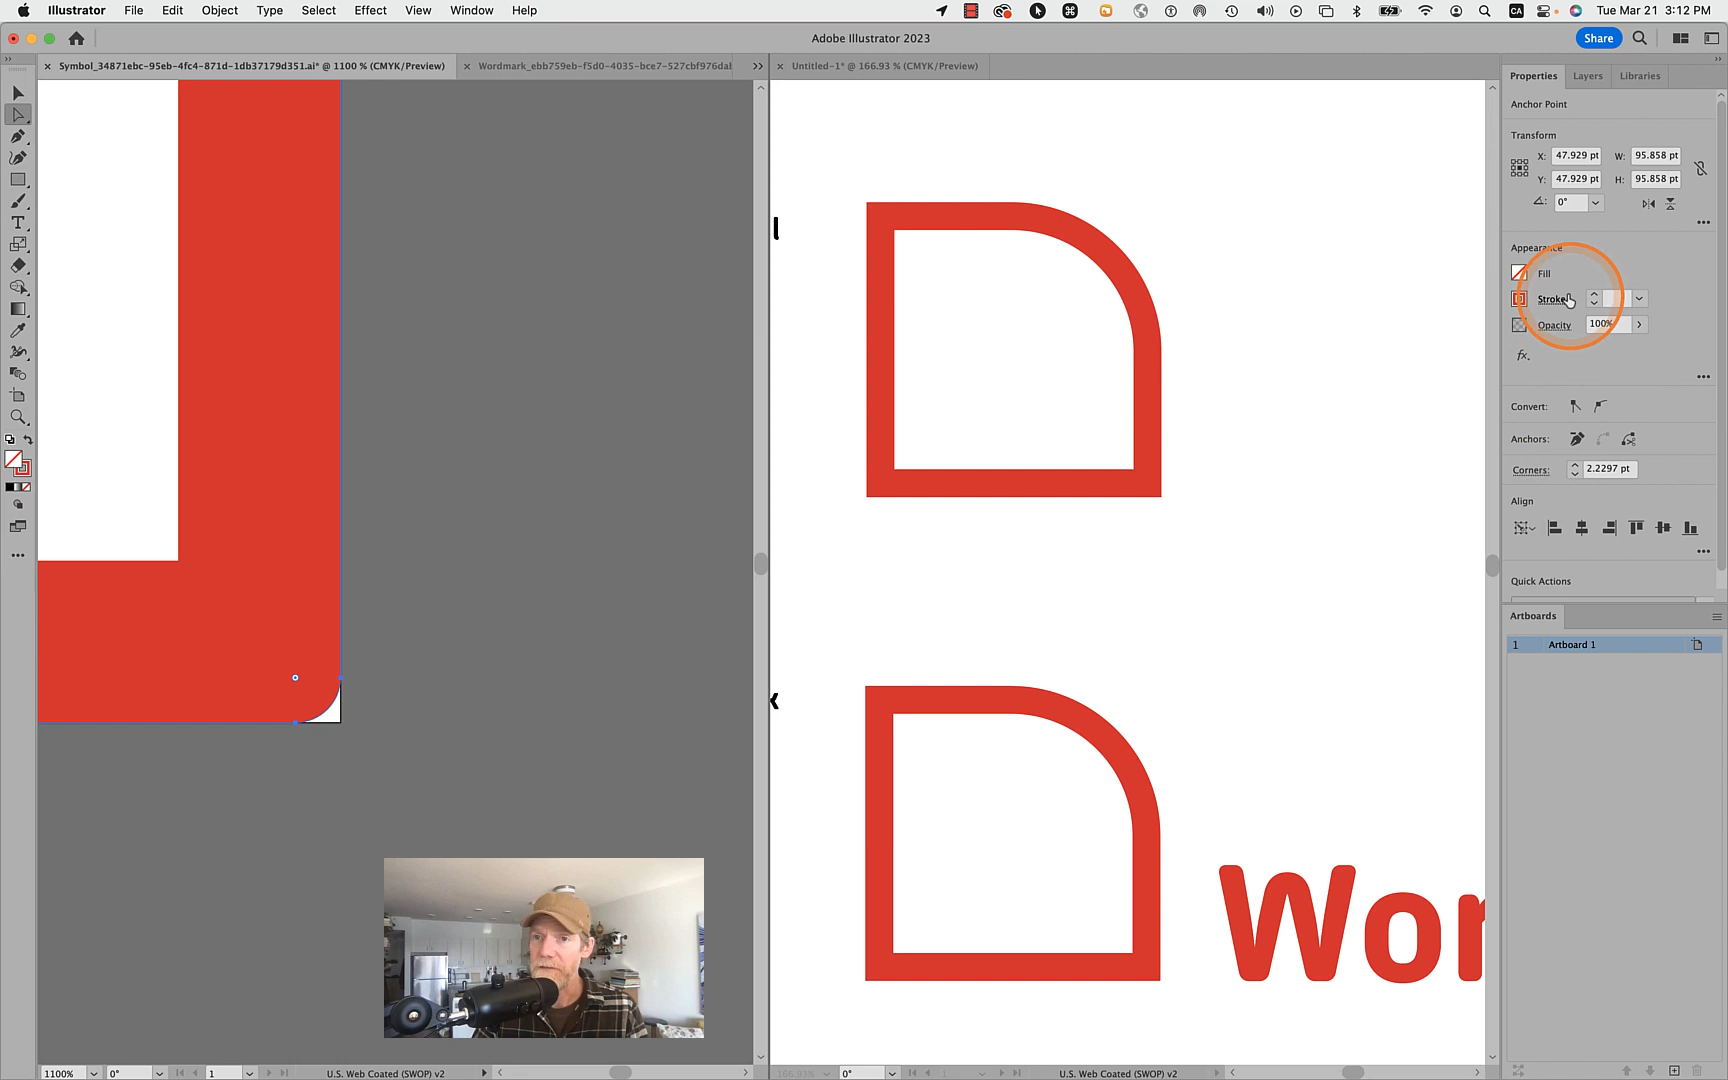 Illustrator File Edit Object Type Select Effect View Window Help
CA Tue Mar 21 3:12 PM
Adobe Illustrator 2023
Share
Symbol_34871ebc-95eb-4fc4-871d-1db37179d351.ai* @ 1100 % (CMYK/Preview)
Wordmark_ebb759eb-f5d0-4035-bce7-527cbf976dal
Untitled-1* @ 166.93 % (CMYK/Preview)
Properties Layers Libraries
Anchor Point
Transform
X: 47.929 pt W: 95.858 pt
Y: 47.929 pt H: 95.858 pt
0°
Appearance
Fill
Stroke
Opacity 100%
fx.
Convert:
Anchors:
Corners: 2.2297 pt
Align
Quick Actions
Artboards
1 Artboard 1
Wor
1100% 0° 1 U.S. Web Coated (SWOP) v2
166.93% 0° 1 U.S. Web Coated (SWOP) v2